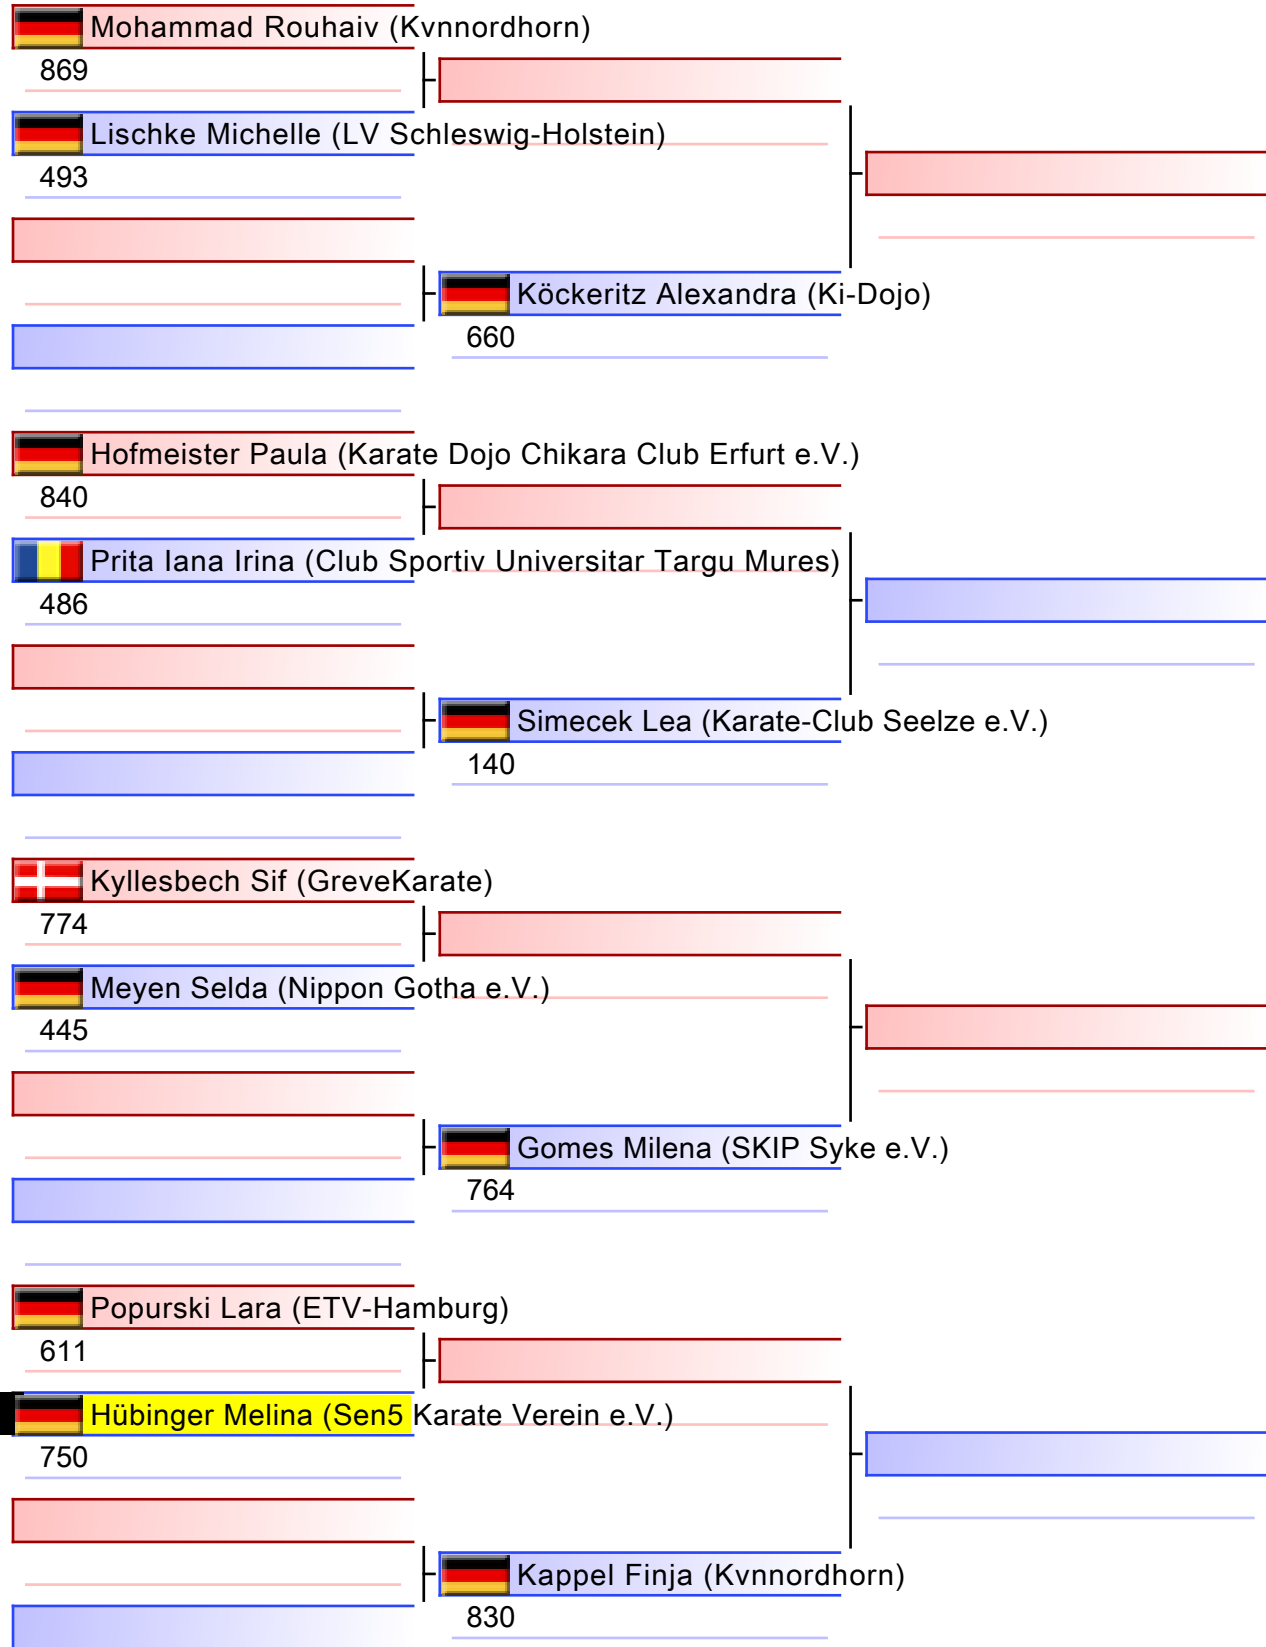 Mohammad Rouhaiv (Kvnnordhorn)
869
Lischke Michelle (LV Schleswig-Holstein)
493
Köckeritz Alexandra (Ki-Dojo)
660
Hofmeister Paula (Karate Dojo Chikara Club Erfurt e.V.)
840
Prita Iana Irina (Club Sportiv Universitar Targu Mures)
486
Simecek Lea (Karate-Club Seelze e.V.)
140
Kyllesbech Sif (GreveKarate)
774
Meyen Selda (Nippon Gotha e.V.)
445
Gomes Milena (SKIP Syke e.V.)
764
Popurski Lara (ETV-Hamburg)
611
Hübinger Melina (Sen5 Karate Verein e.V.)
750
Kappel Finja (Kvnnordhorn)
830